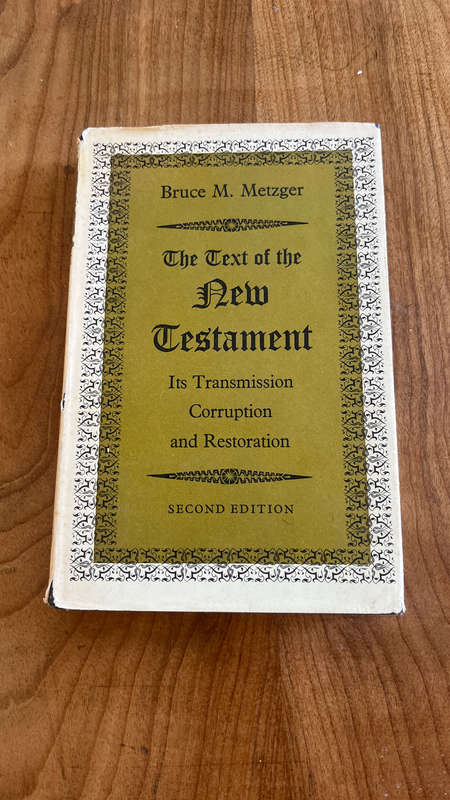 Bruce M. Metzger
The Text of the
New
Testament
Its Transmission
Corruption
and Restoration
SECOND EDITION